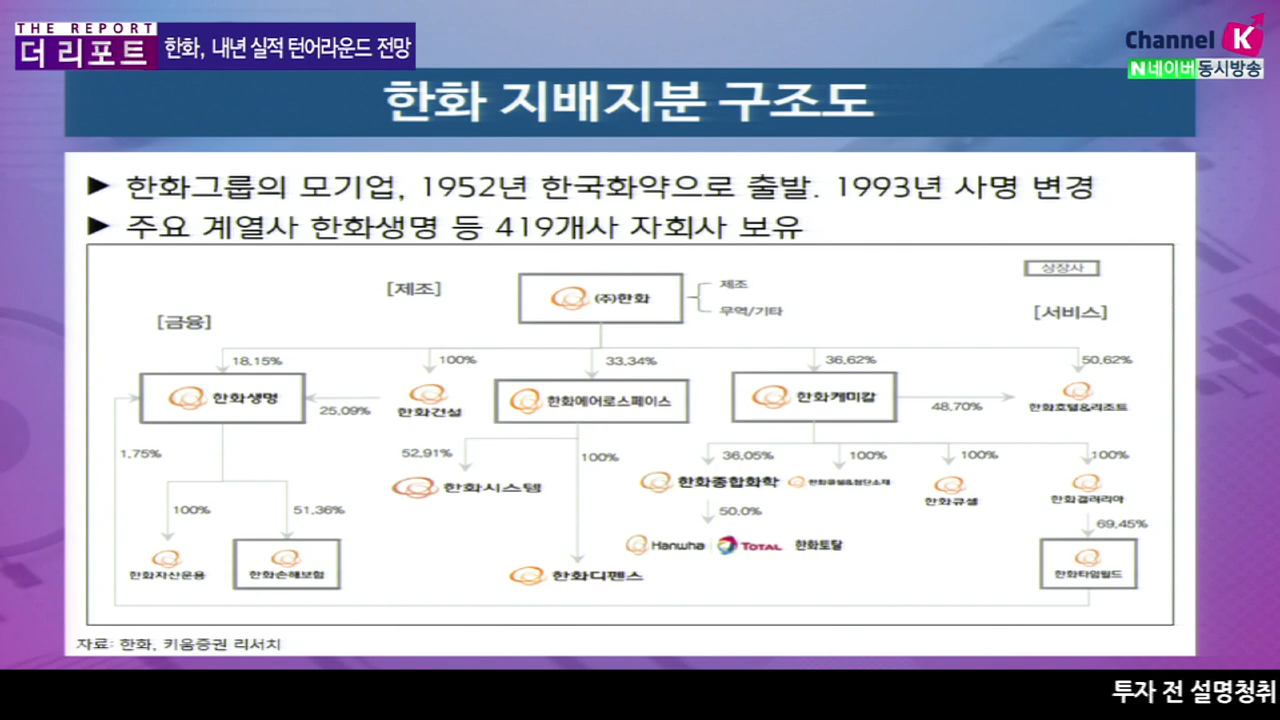 THE REPORT
더 리포트
한화, 내년 실적 턴어라운드 전망
Channel K
N 네이버 동시방송
한화 지배지분 구조도
▶ 한화그룹의 모기업, 1952년 한국화약으로 출발. 1993년 사명 변경
▶ 주요 계열사 한화생명 등 419개사 자회사 보유
상장사
[제조]
(주)한화
제조
무역/기타
[금융]
[서비스]
18.15%
100%
33.34%
36.62%
50.62%
한화생명
25.09%
한화건설
한화에어로스페이스
한화케미칼
48.70%
한화호텔&리조트
1.75%
52.91%
100%
36.05%
100%
100%
100%
한화시스템
한화종합화학
한화큐셀&첨단소재
한화큐셀
한화갤러리아
100%
51.36%
50.0%
69.45%
Hanwha
TOTAL
한화토탈
한화자산운용
한화손해보험
한화디펜스
한화타임월드
자료: 한화, 키움증권 리서치
투자 전 설명청취